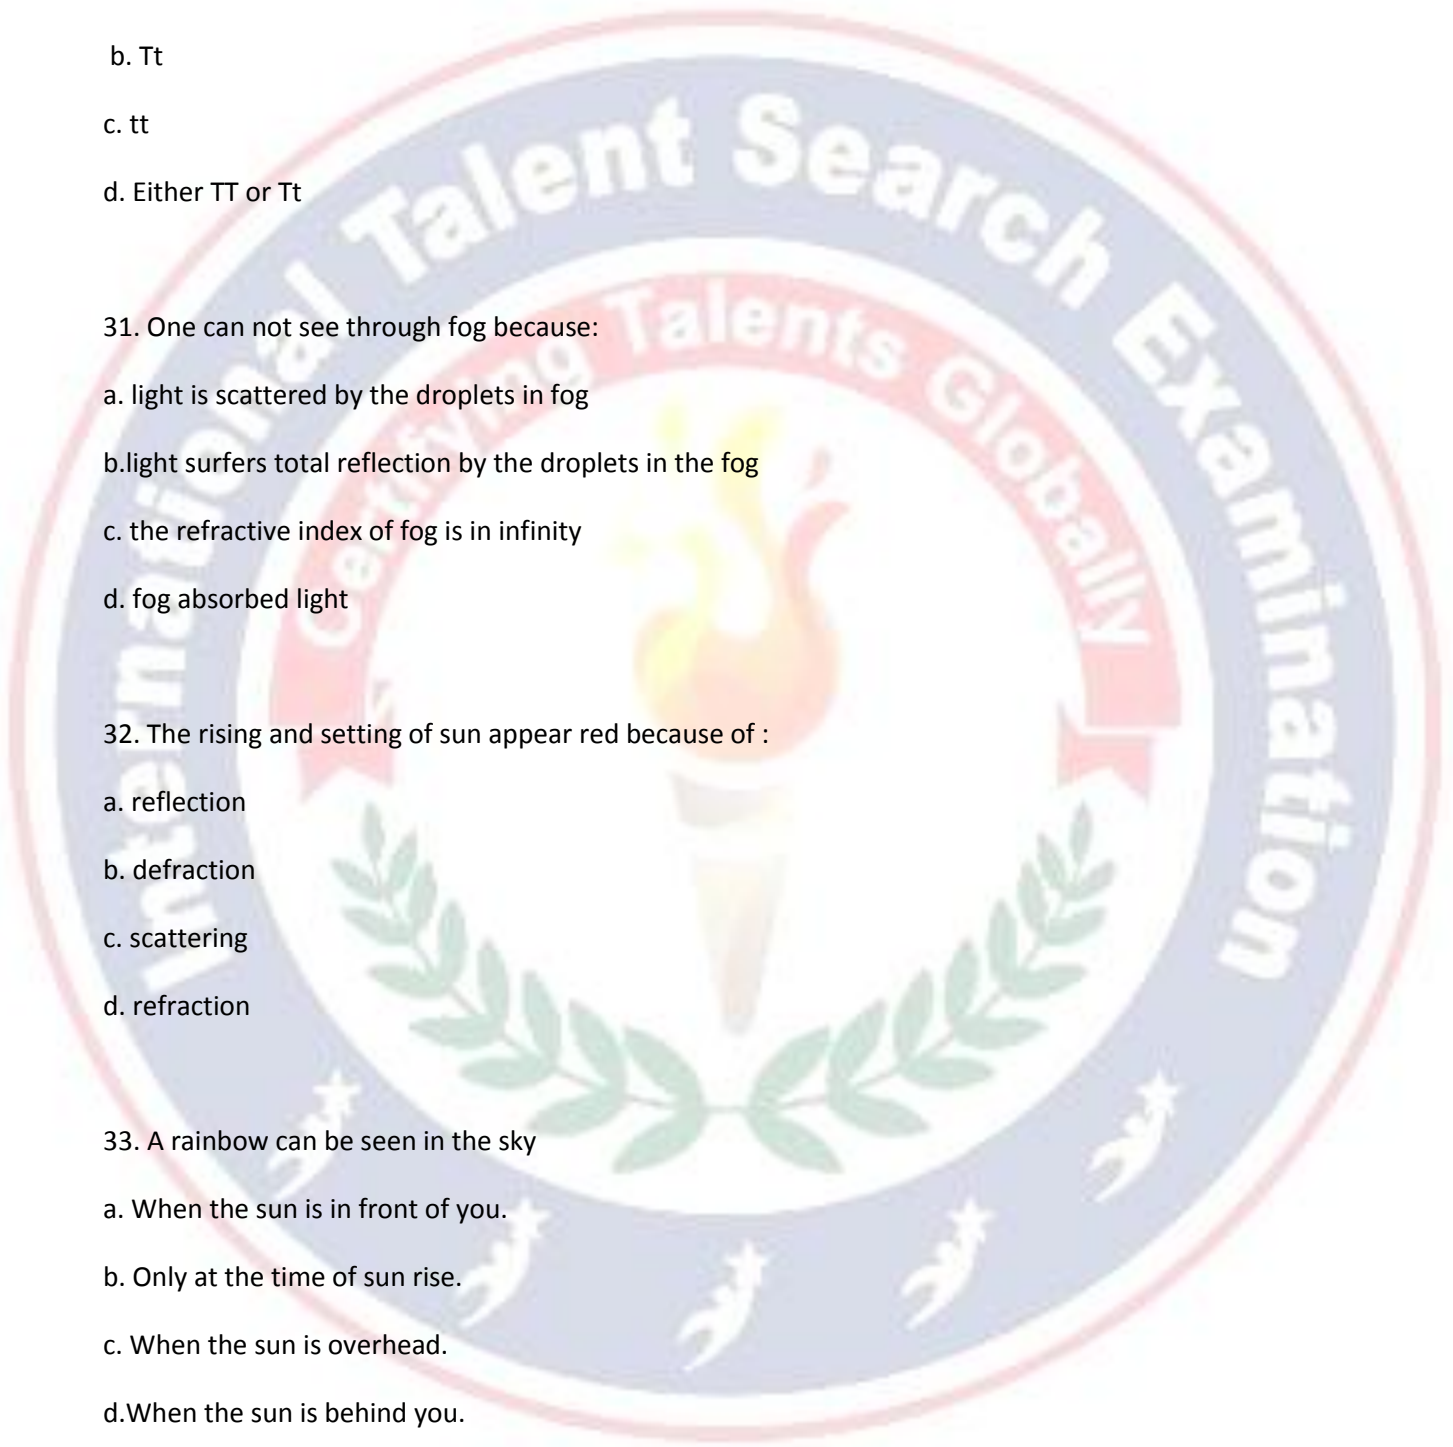 b. Tt
c. tt
d. Either TT or Tt
31. One can not see through fog because:
a. light is scattered by the droplets in fog
b.light surfers total reflection by the droplets in the fog
c. the refractive index of fog is in infinity
d. fog absorbed light
32. The rising and setting of sun appear red because of :
a. reflection
b. defraction
c. scattering
d. refraction
33. A rainbow can be seen in the sky
a. When the sun is in front of you.
b. Only at the time of sun rise.
c. When the sun is overhead.
d.When the sun is behind you.
International Talent Search Examination
Certifying Talents Globally